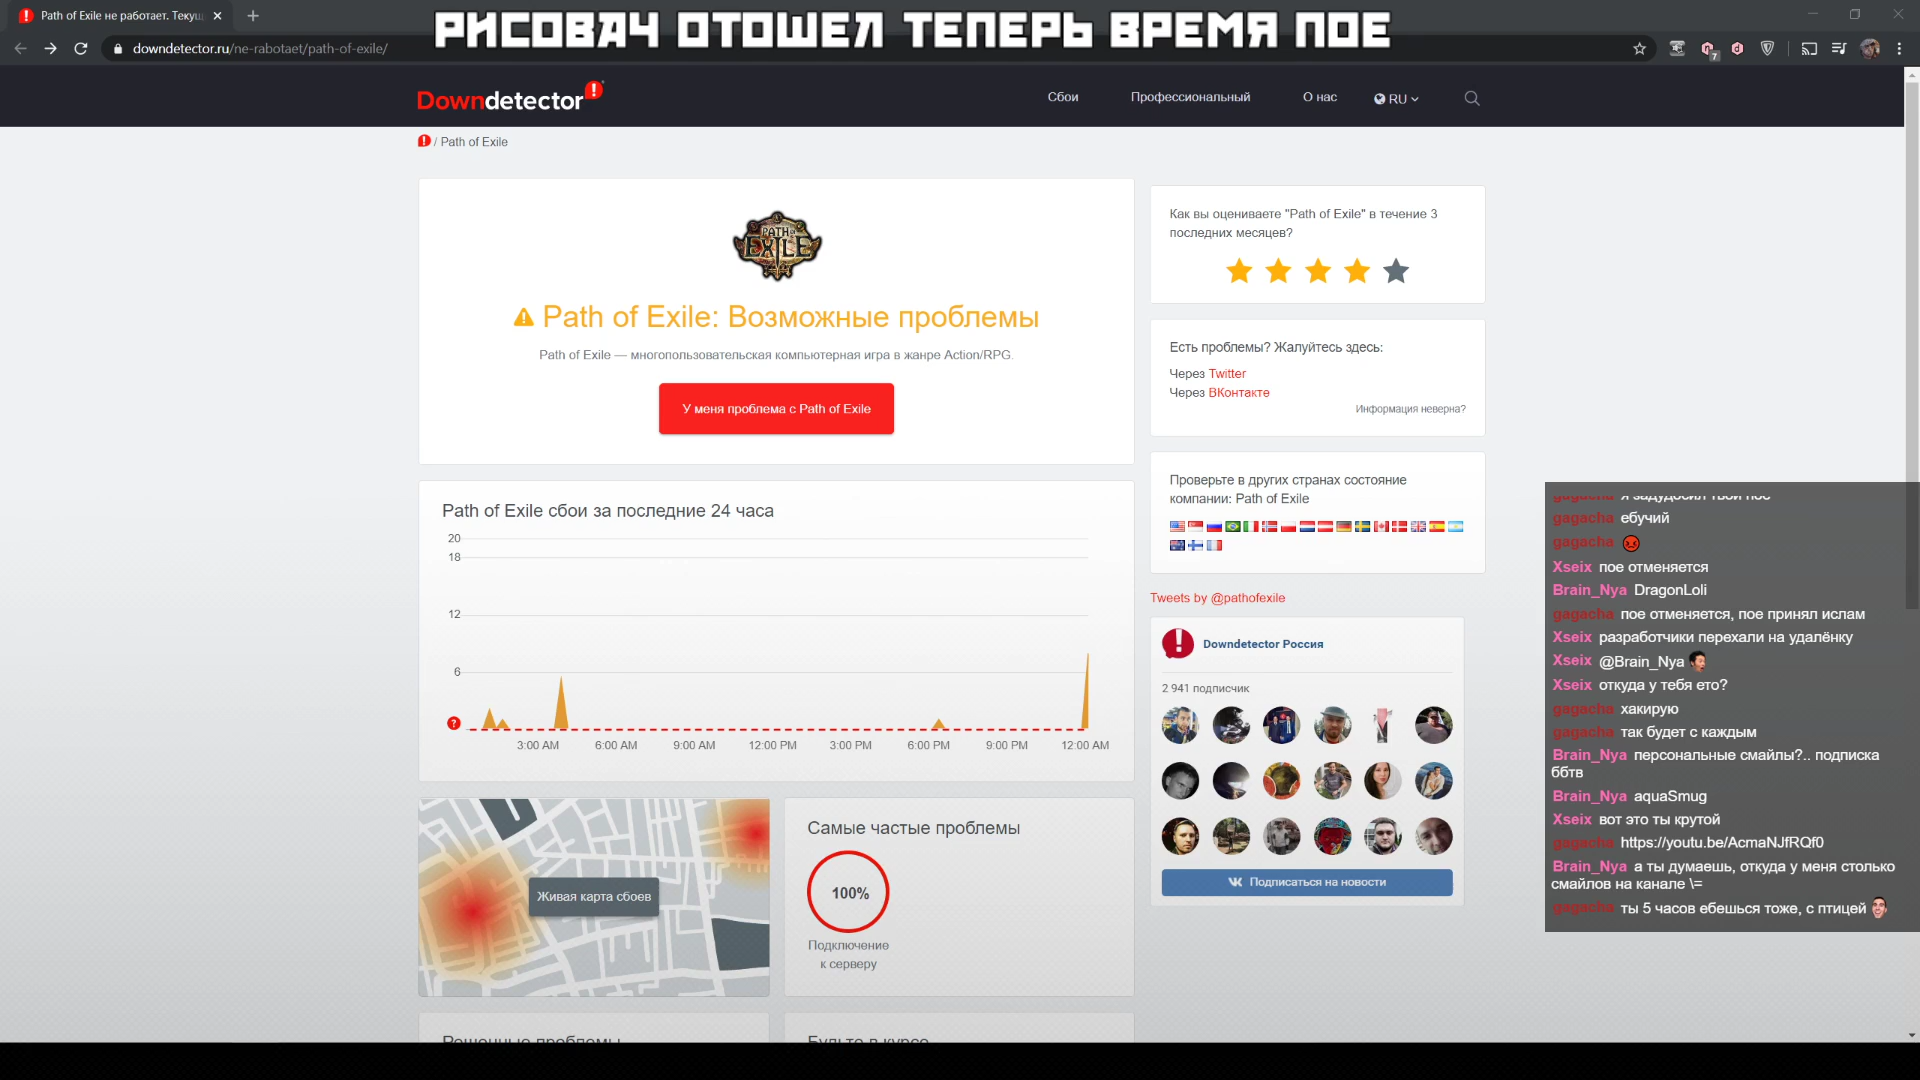 Path of Exile не работает. Текущ
РИСОВАЧ ОТОШЕЛ ТЕПЕРЬ ВРЕМЯ ПОЕ
downdetector.ru/ne-rabotaet/path-of-exile/
7
Downdetector
Сбои
Профессиональный
О нас
RU
/ Path of Exile
PATH of EXILE
Path of Exile: Возможные проблемы
Path of Exile — многопользовательская компьютерная игра в жанре Action/RPG.
У меня проблема с Path of Exile
Path of Exile сбои за последние 24 часа
20
18
12
6
3:00 AM 6:00 AM 9:00 AM 12:00 PM 3:00 PM 6:00 PM 9:00 PM 12:00 AM
Живая карта сбоев
Самые частые проблемы
100%
Подключение
к серверу
Как вы оцениваете "Path of Exile" в течение 3
последних месяцев?
Есть проблемы? Жалуйтесь здесь:
Через Twitter
Через ВКонтакте
Информация неверна?
Проверьте в других странах состояние
компании: Path of Exile
Tweets by @pathofexile
Downdetector Россия
2 941 подписчик
Подписаться на новости
gagacha ебучий
gagacha
Xseix пое отменяется
Brain_Nya DragonLoli
gagacha пое отменяется, пое принял ислам
Xseix разработчики перехали на удалёнку
Xseix @Brain_Nya
Xseix откуда у тебя ето?
gagacha хакирую
gagacha так будет с каждым
Brain_Nya персональные смайлы?.. подписка
ббтв
Brain_Nya aquaSmug
Xseix вот это ты крутой
gagacha https://youtu.be/AcmaNJfRQf0
Brain_Nya а ты думаешь, откуда у меня столько
смайлов на канале \=
gagacha ты 5 часов ебешься тоже, с птицей